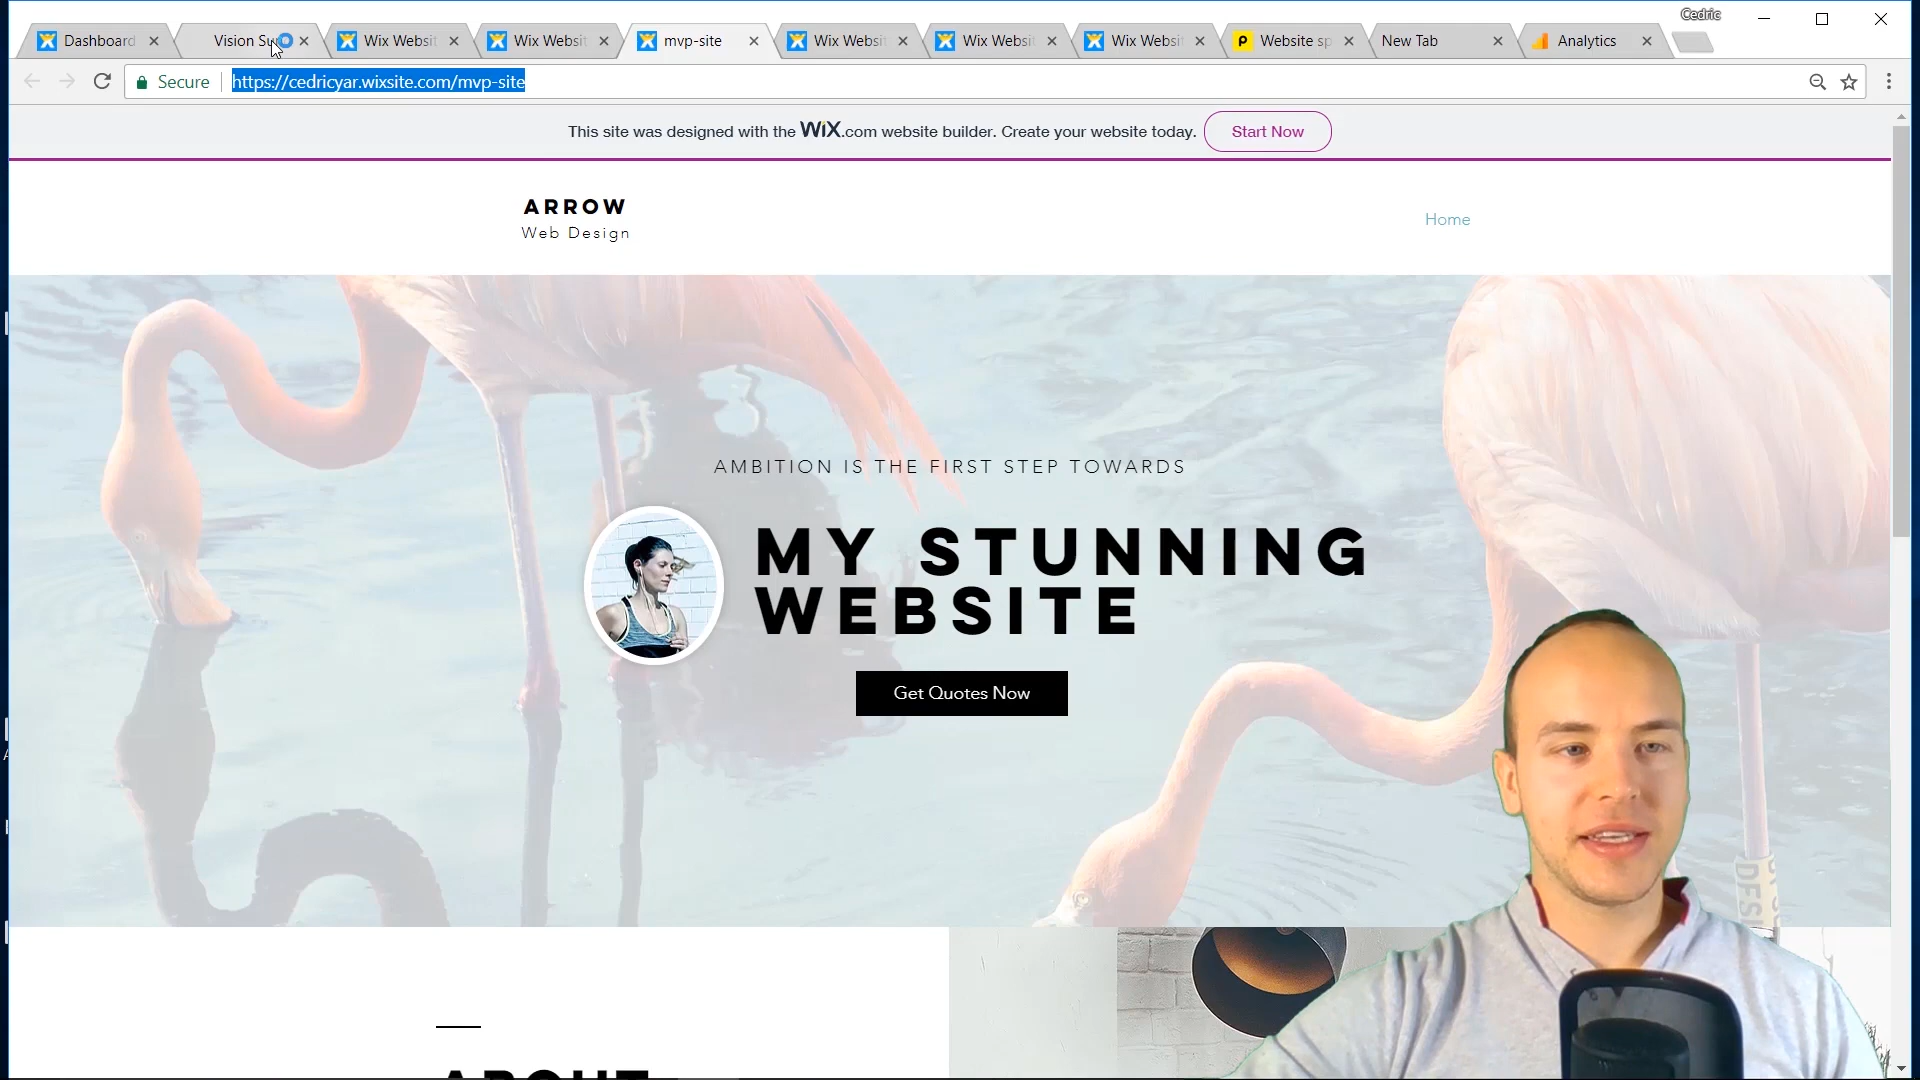 Cedric
Dashboard
Vision Su
Wix Websit
Wix Websit
mvp-site
Wix Websit
Wix Websit
Wix Websit
Website sp
New Tab
Analytics
Secure
https://cedricyar.wixsite.com/mvp-site
This site was designed with the WiX.com website builder. Create your website today.
Start Now
ARROW
Web Design
Home
AMBITION IS THE FIRST STEP TOWARDS
MY STUNNING
WEBSITE
Get Quotes Now
ABOUT